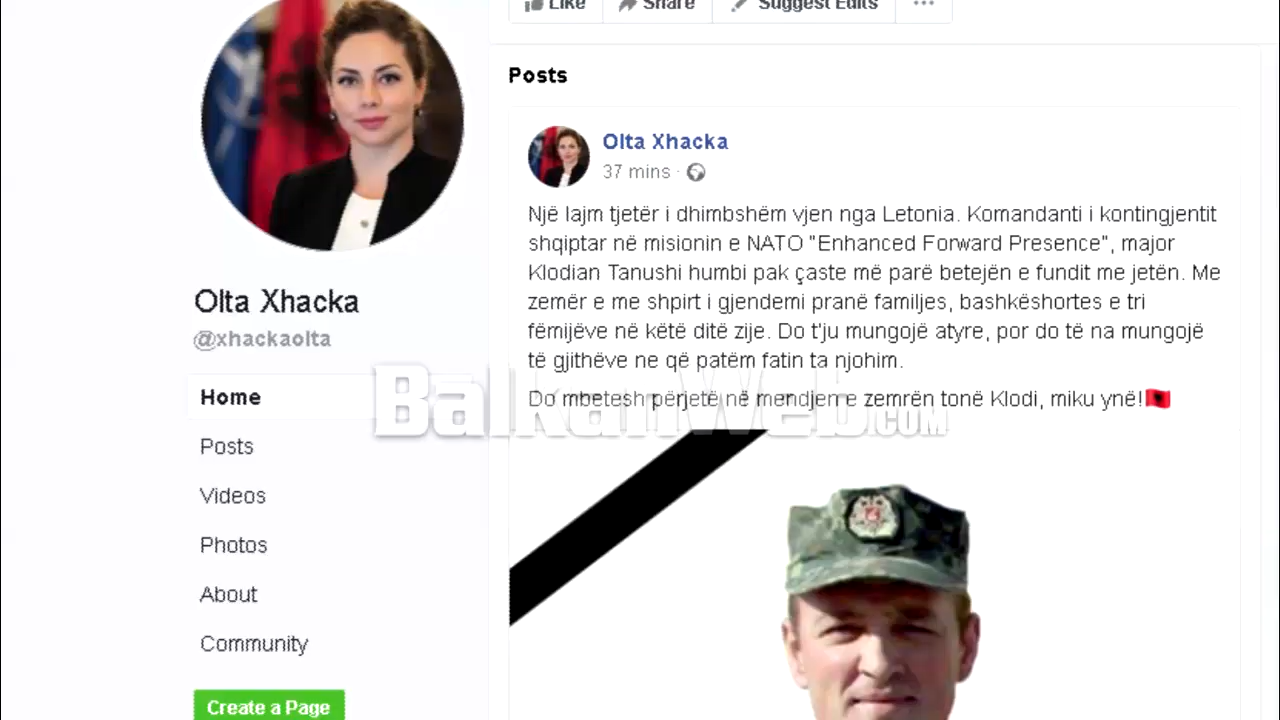 Like Share Suggest Edits ...
Posts
Olta Xhacka
37 mins ·
Një lajm tjetër i dhimbshëm vjen nga Letonia. Komandanti i kontingjentit
shqiptar në misionin e NATO "Enhanced Forward Presence", major
Klodian Tanushi humbi pak çaste më parë betejën e fundit me jetën. Me
zemër e me shpirt i gjendemi pranë familjes, bashkëshortes e tri
fëmijëve në këtë ditë zije. Do t'ju mungojë atyre, por do të na mungojë
të gjithëve ne që patëm fatin ta njohim.
Do mbetesh përjetë në mendjen e zemrën tonë Klodi, miku ynë!
BalkanWeb.COM
Olta Xhacka
@xhackaolta
Home
Posts
Videos
Photos
About
Community
Create a Page